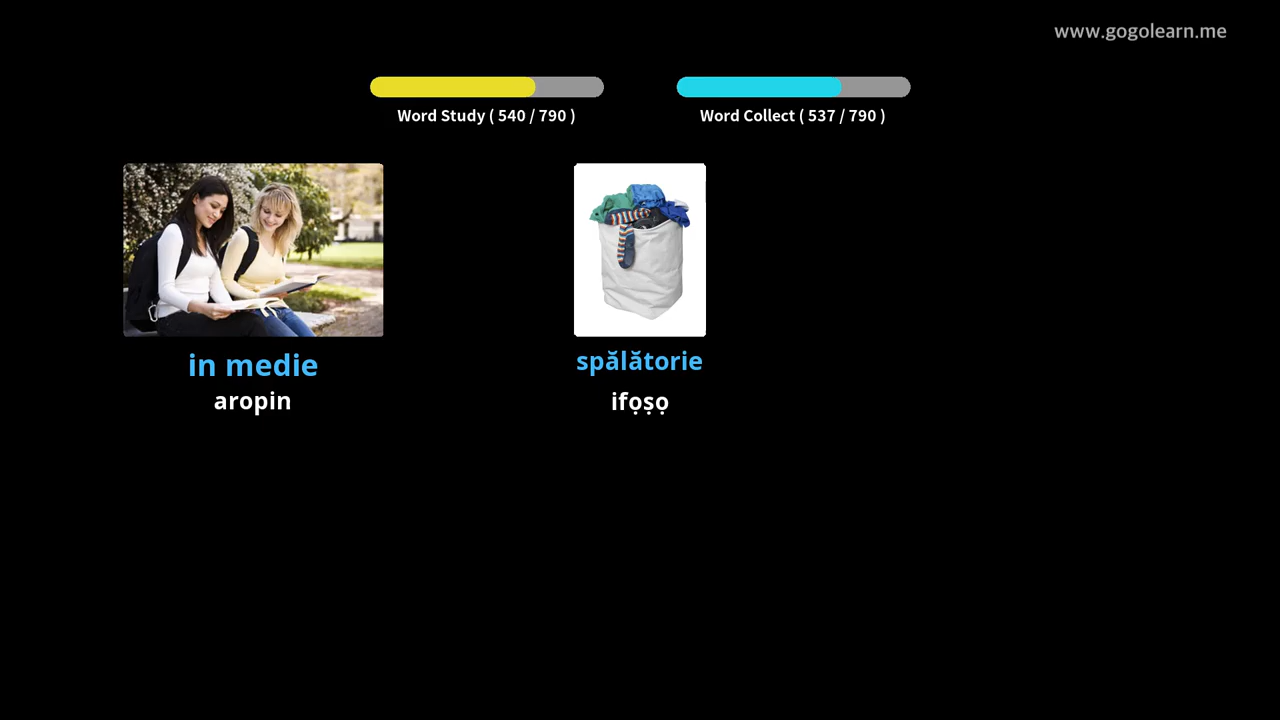 www.gogolearn.me
Word Study ( 540 / 790 )
Word Collect ( 537 / 790 )
in medie
aropin
spălătorie
ifọṣọ